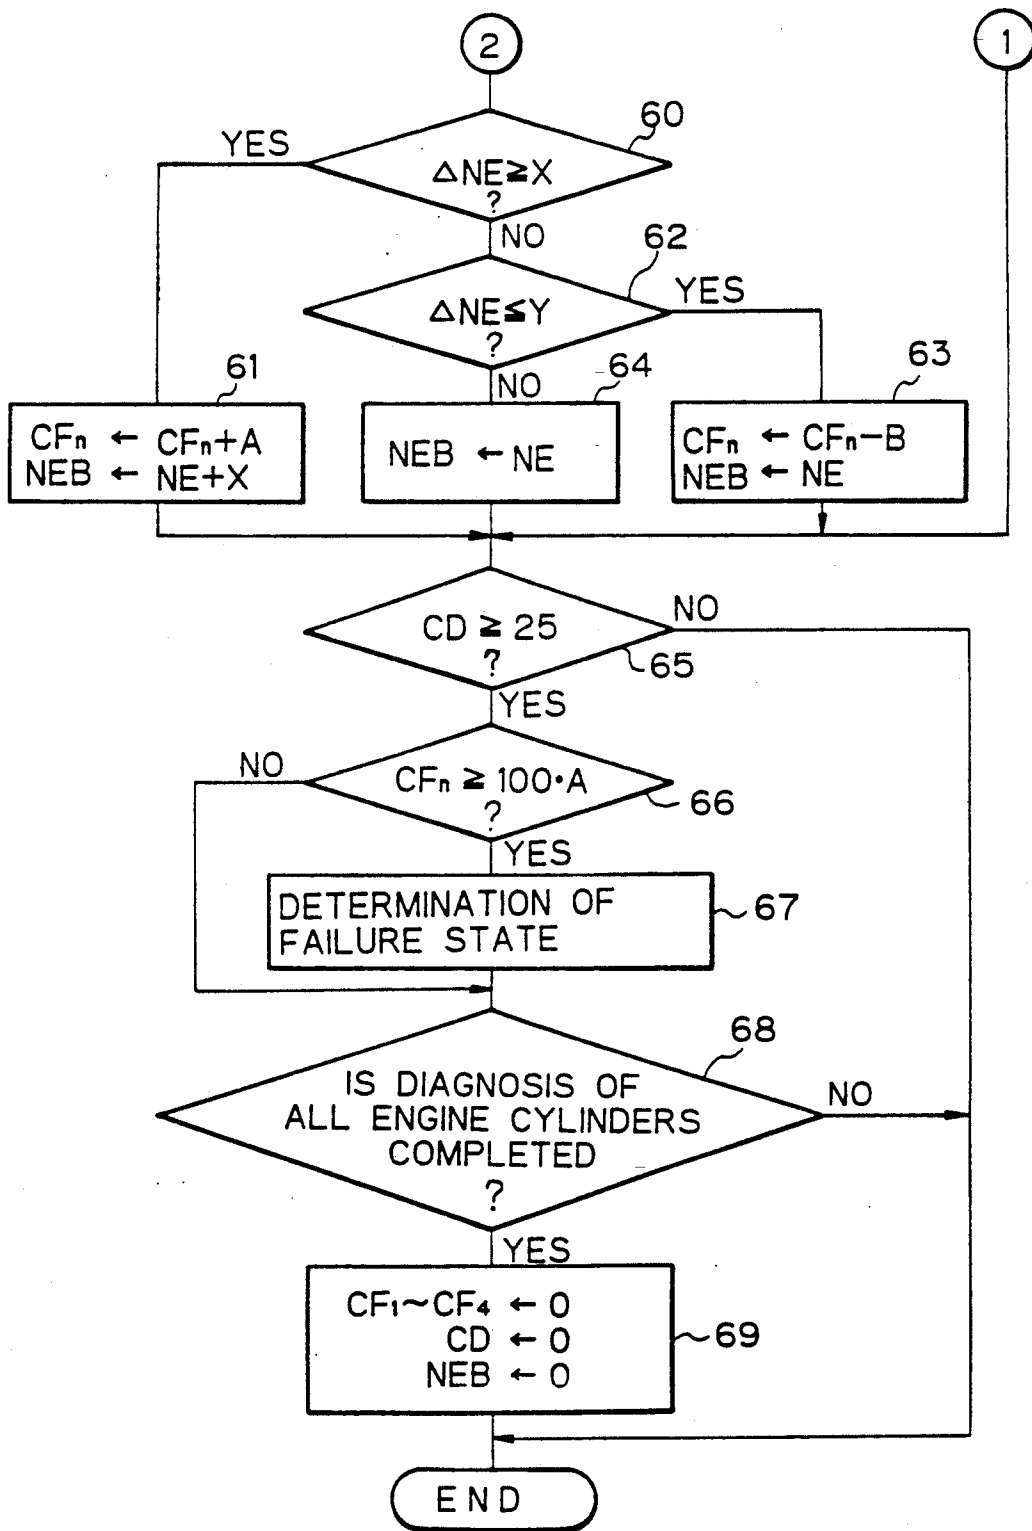 2
1
60
YES
△NE≧X
?
NO
62
YES
△NE≦Y
?
NO
61
64
63
CFn ← CFn+A
NEB ← NE+X
NEB ← NE
CFn ← CFn−B
NEB ← NE
CD ≧ 25
?
NO
65
YES
NO
CFn ≧ 100·A
?
66
YES
DETERMINATION OF
FAILURE STATE
67
68
IS DIAGNOSIS OF
ALL ENGINE CYLINDERS
COMPLETED
?
NO
YES
CF1~CF4 ← 0
CD ← 0
NEB ← 0
69
END